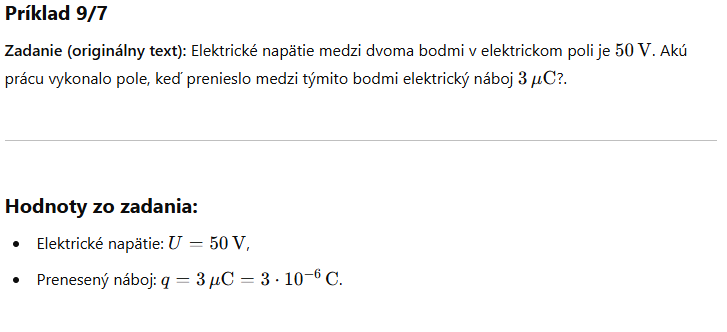 Príklad 9/7
Zadanie (originálny text): Elektrické napätie medzi dvoma bodmi v elektrickom poli je 50 V. Akú
prácu vykonalo pole, keď prenieslo medzi týmito bodmi elektrický náboj 3 μC?.
Hodnoty zo zadania:
• Elektrické napätie: U = 50 V,
• Prenesený náboj: q = 3 μC = 3 · 10⁻⁶ C.